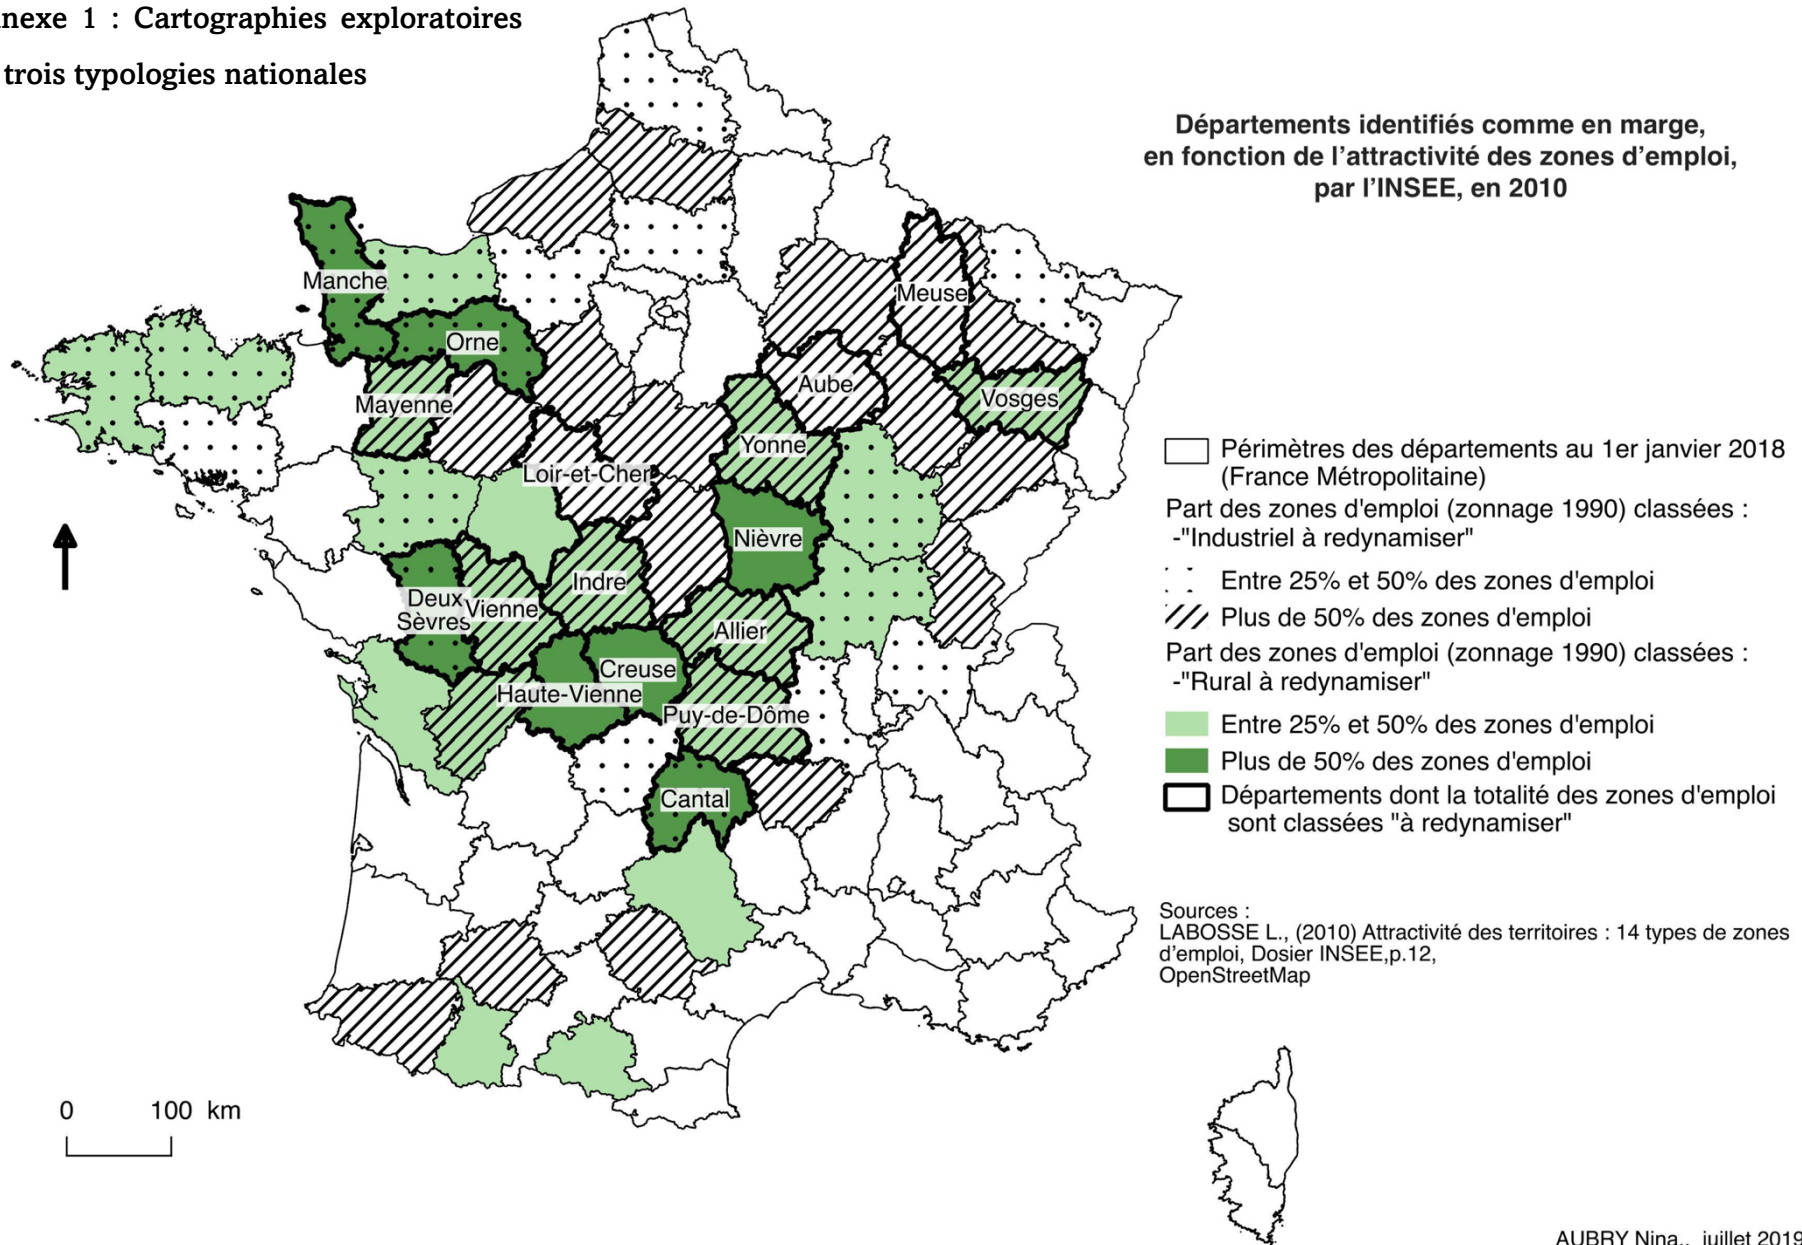 nexe 1 : Cartographies exploratoires
trois typologies nationales
Départements identifiés comme en marge,
en fonction de l'attractivité des zones d'emploi,
par l'INSEE, en 2010
Manche
Orne
Meuse
Mayenne
Aube
Vosges
Yonne
Loir-et-Cher
Nièvre
Indre
Deux
Sèvres
Vienne
Allier
Creuse
Haute-Vienne
Puy-de-Dôme
Cantal
Périmètres des départements au 1er janvier 2018
(France Métropolitaine)
Part des zones d'emploi (zonnage 1990) classées :
-"Industriel à redynamiser"
Entre 25% et 50% des zones d'emploi
Plus de 50% des zones d'emploi
Part des zones d'emploi (zonnage 1990) classées :
-"Rural à redynamiser"
Entre 25% et 50% des zones d'emploi
Plus de 50% des zones d'emploi
Départements dont la totalité des zones d'emploi
sont classées "à redynamiser"
Sources :
LABOSSE L., (2010) Attractivité des territoires : 14 types de zones
d'emploi, Dossier INSEE,p.12,
OpenStreetMap
0 100 km
AUBRY Nina., juillet 2019